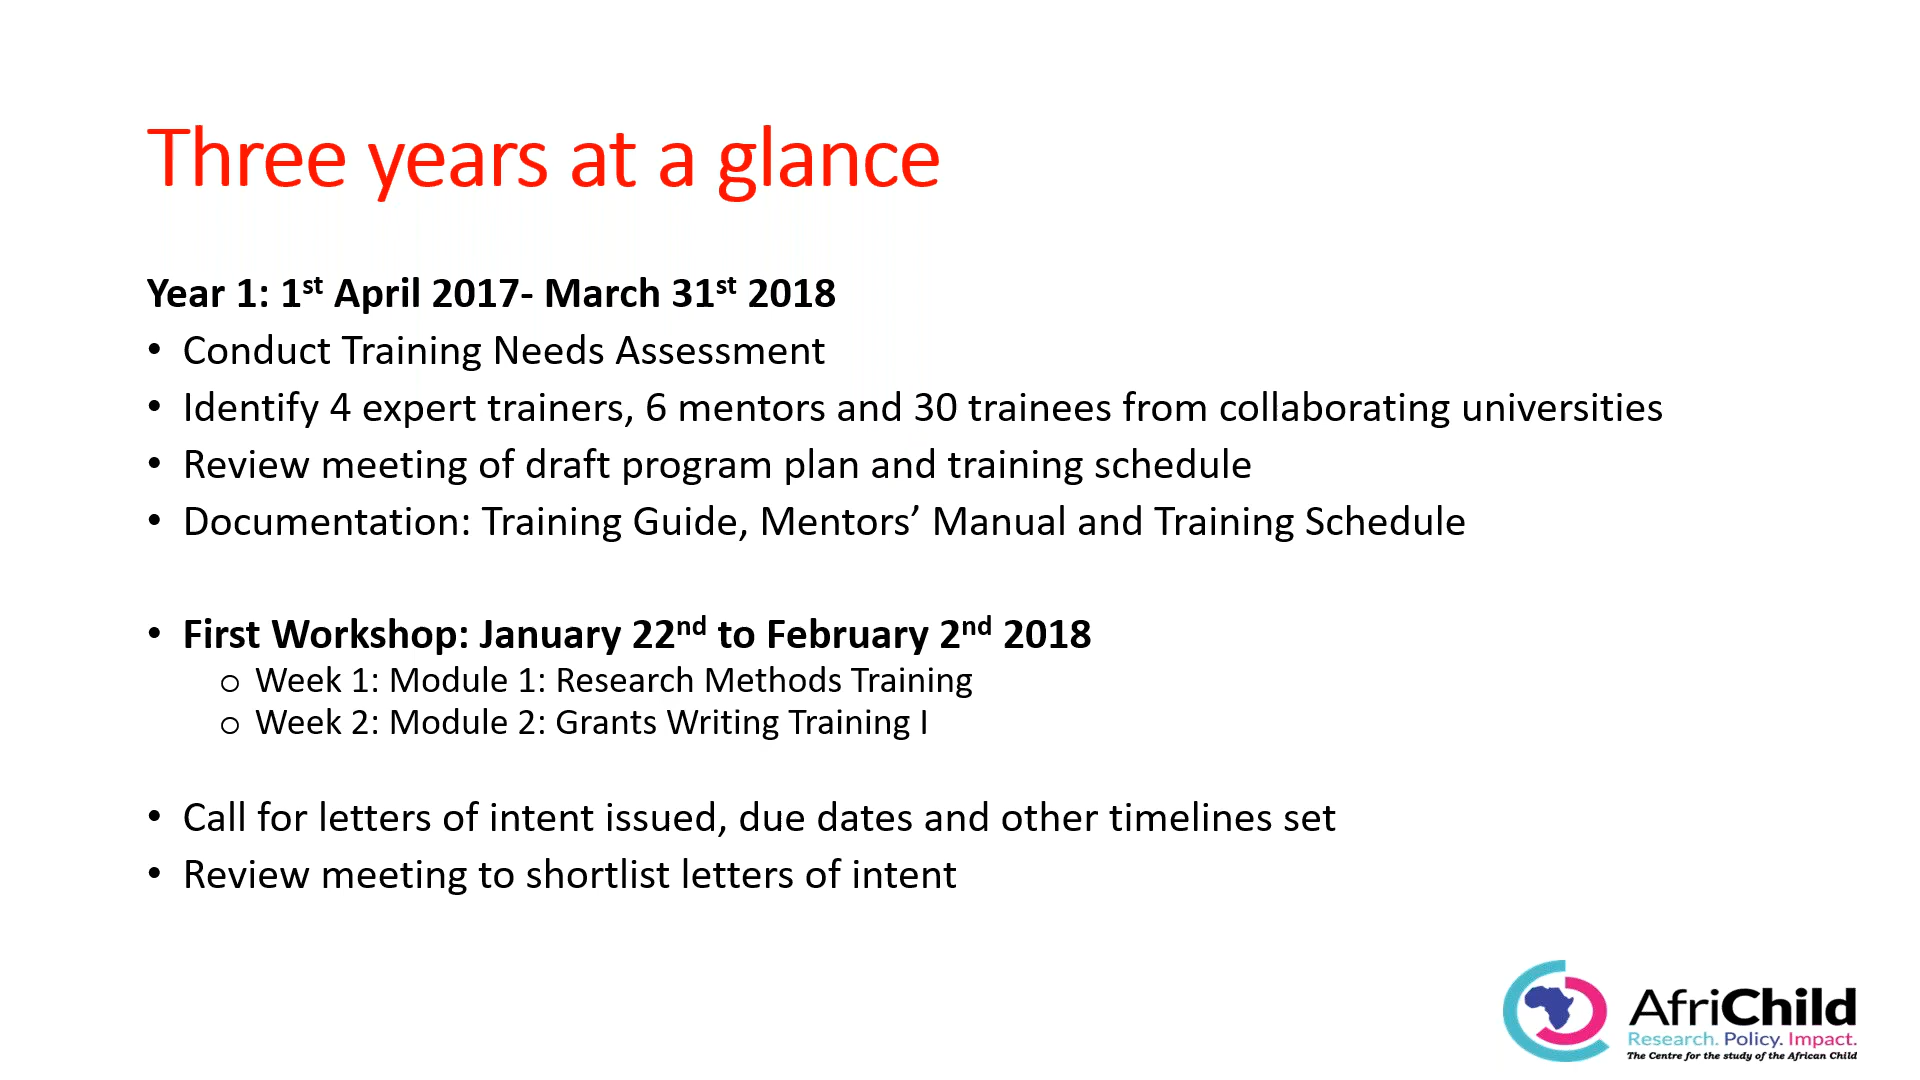 Three years at a glance
Year 1: 1st April 2017- March 31st 2018
• Conduct Training Needs Assessment
• Identify 4 expert trainers, 6 mentors and 30 trainees from collaborating universities
• Review meeting of draft program plan and training schedule
• Documentation: Training Guide, Mentors’ Manual and Training Schedule
• First Workshop: January 22nd to February 2nd 2018
o Week 1: Module 1: Research Methods Training
o Week 2: Module 2: Grants Writing Training I
• Call for letters of intent issued, due dates and other timelines set
• Review meeting to shortlist letters of intent
AfriChild
Research. Policy. Impact.
The Centre for the study of the African Child